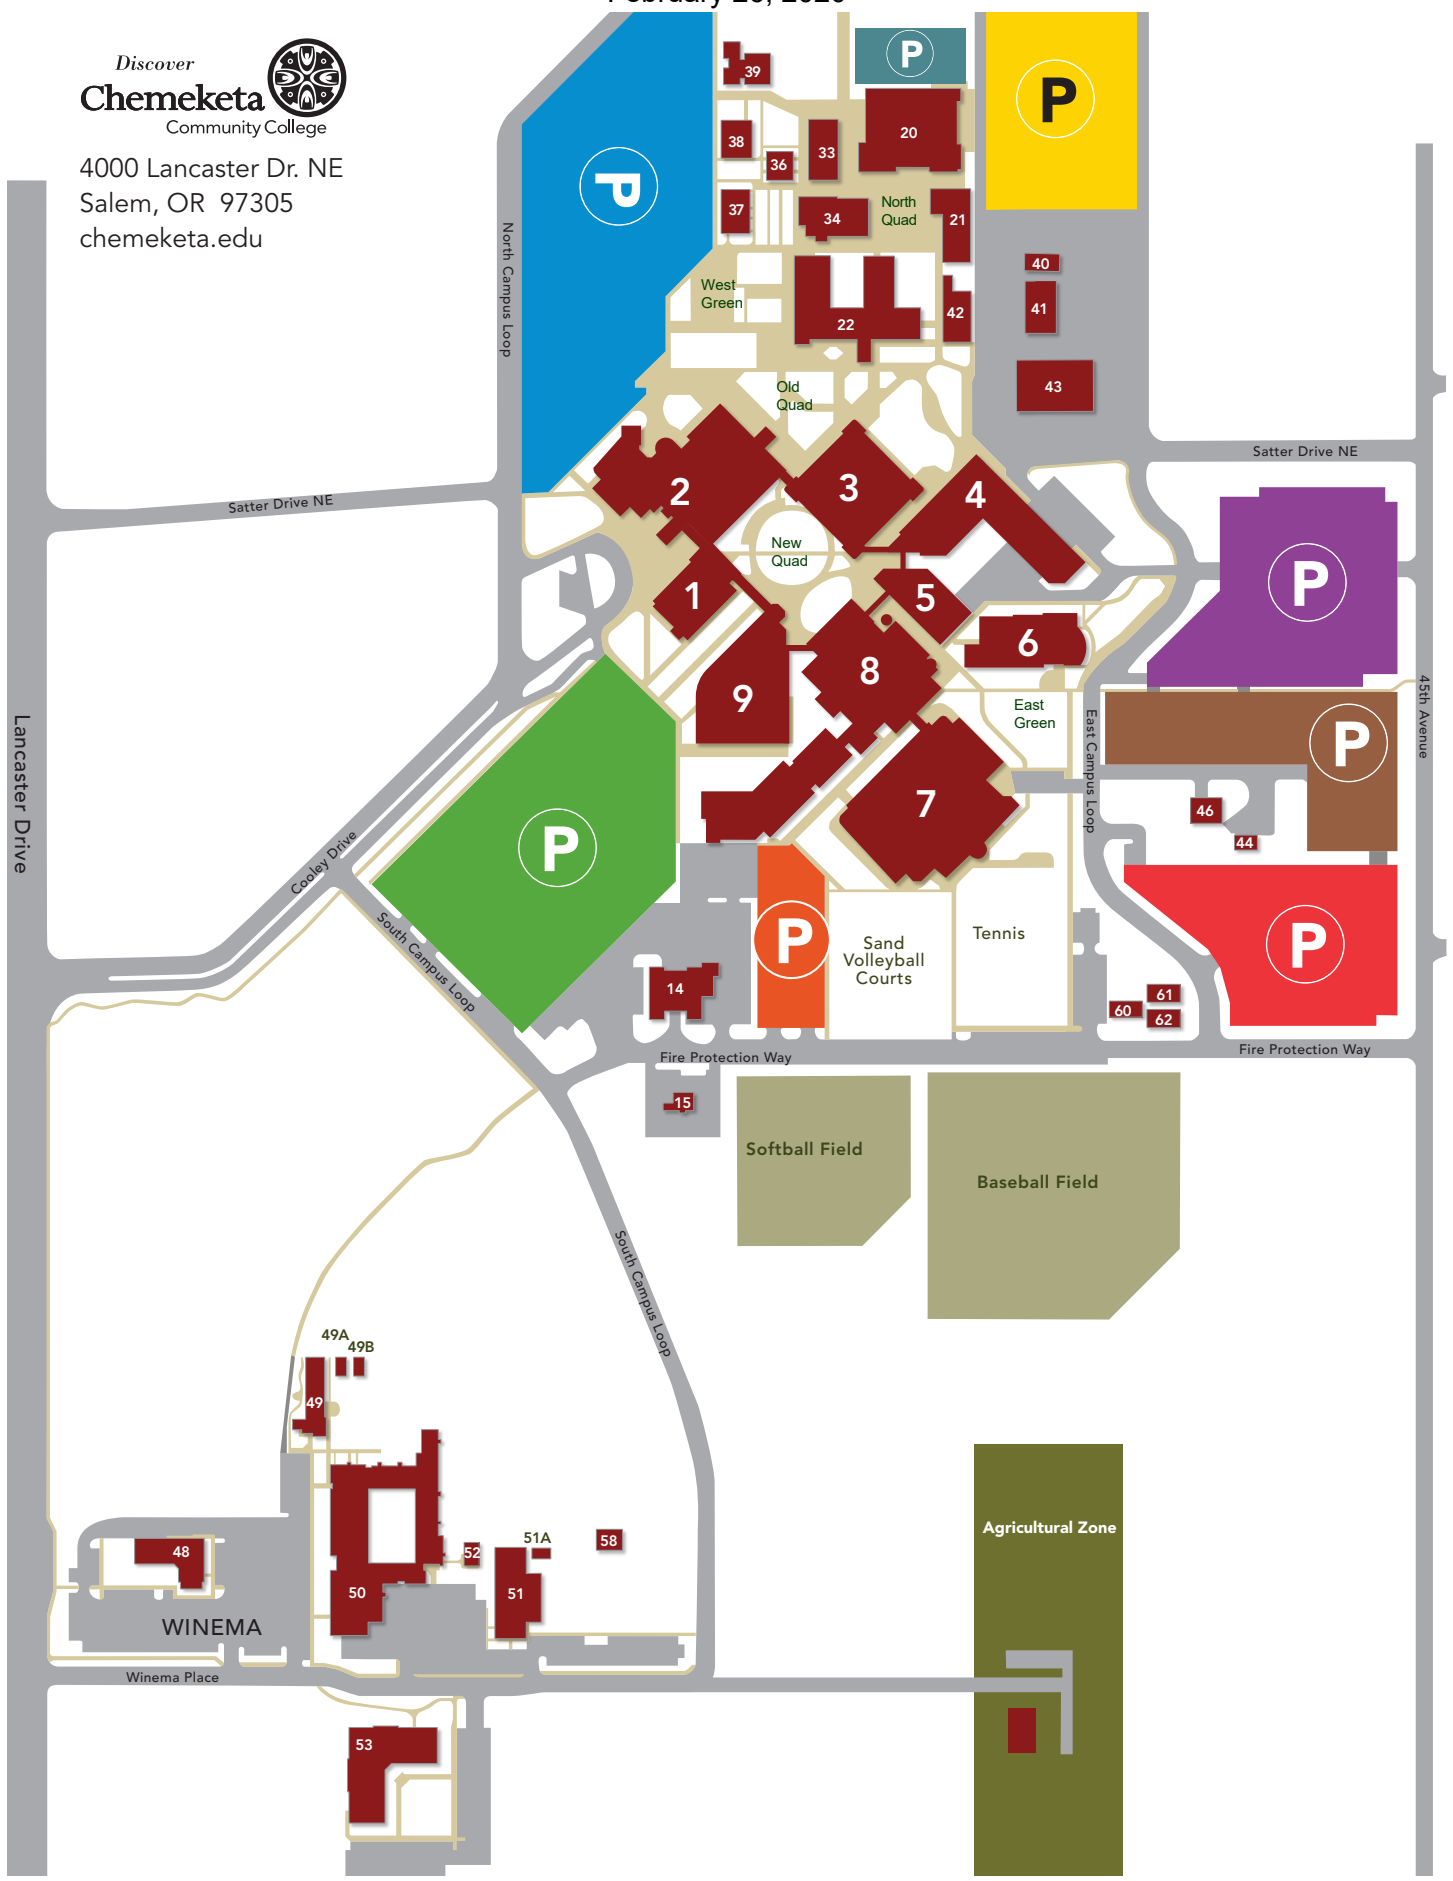 Discover
Chemeketa
Community College
4000 Lancaster Dr. NE
Salem, OR 97305
chemeketa.edu
P
P
P
39
38
36
33
20
37
34
North
Quad
21
North Campus Loop
West
Green
40
41
42
22
43
Old
Quad
Satter Drive NE
Satter Drive NE
2
3
4
New
Quad
1
5
6
P
8
9
East
Green
45th Avenue
East Campus Loop
P
Lancaster Drive
7
46
44
P
Cooley Drive
South Campus Loop
P
Sand
Volleyball
Courts
Tennis
P
14
61
60
62
Fire Protection Way
Fire Protection Way
15
Softball Field
Baseball Field
South Campus Loop
49A
49B
49
Agricultural Zone
48
52
51A
58
50
51
WINEMA
Winema Place
53